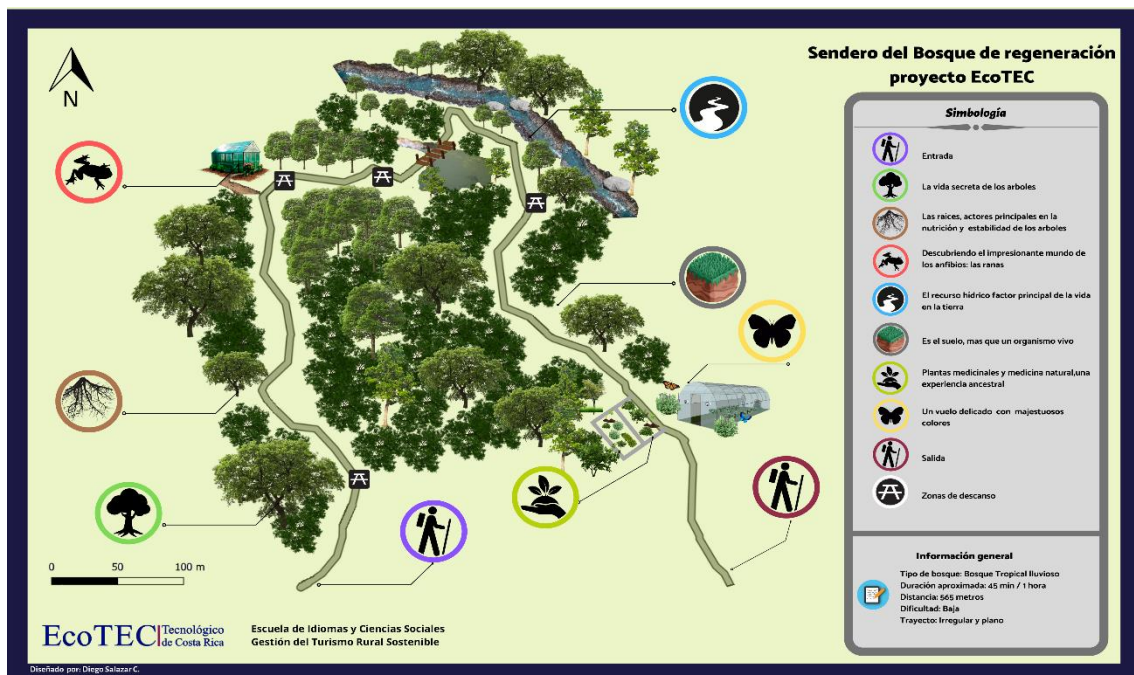 Sendero del Bosque de regeneración
proyecto EcoTEC
N
Simbología
Entrada
La vida secreta de los arboles
Las raices, actores principales en la
nutrición y estabilidad de los arboles
Descubriendo el impresionante mundo de
los anfibios: las ranas
El recurso hídrico factor principal de la vida
en la tierra
Es el suelo, mas que un organismo vivo
Plantas medicinales y medicina natural,una
experiencia ancestral
Un vuelo delicado con majestuosos
colores
Salida
Zonas de descanso
Información general
Tipo de bosque: Bosque Tropical lluvioso
Duración aproximada: 45 min / 1 hora
Distancia: 565 metros
Dificultad: Baja
Trayecto: Irregular y plano
0 50 100 m
EcoTEC Tecnológico
de Costa Rica
Escuela de Idiomas y Ciencias Sociales
Gestión del Turismo Rural Sostenible
Diseñado por: Diego Salazar C.